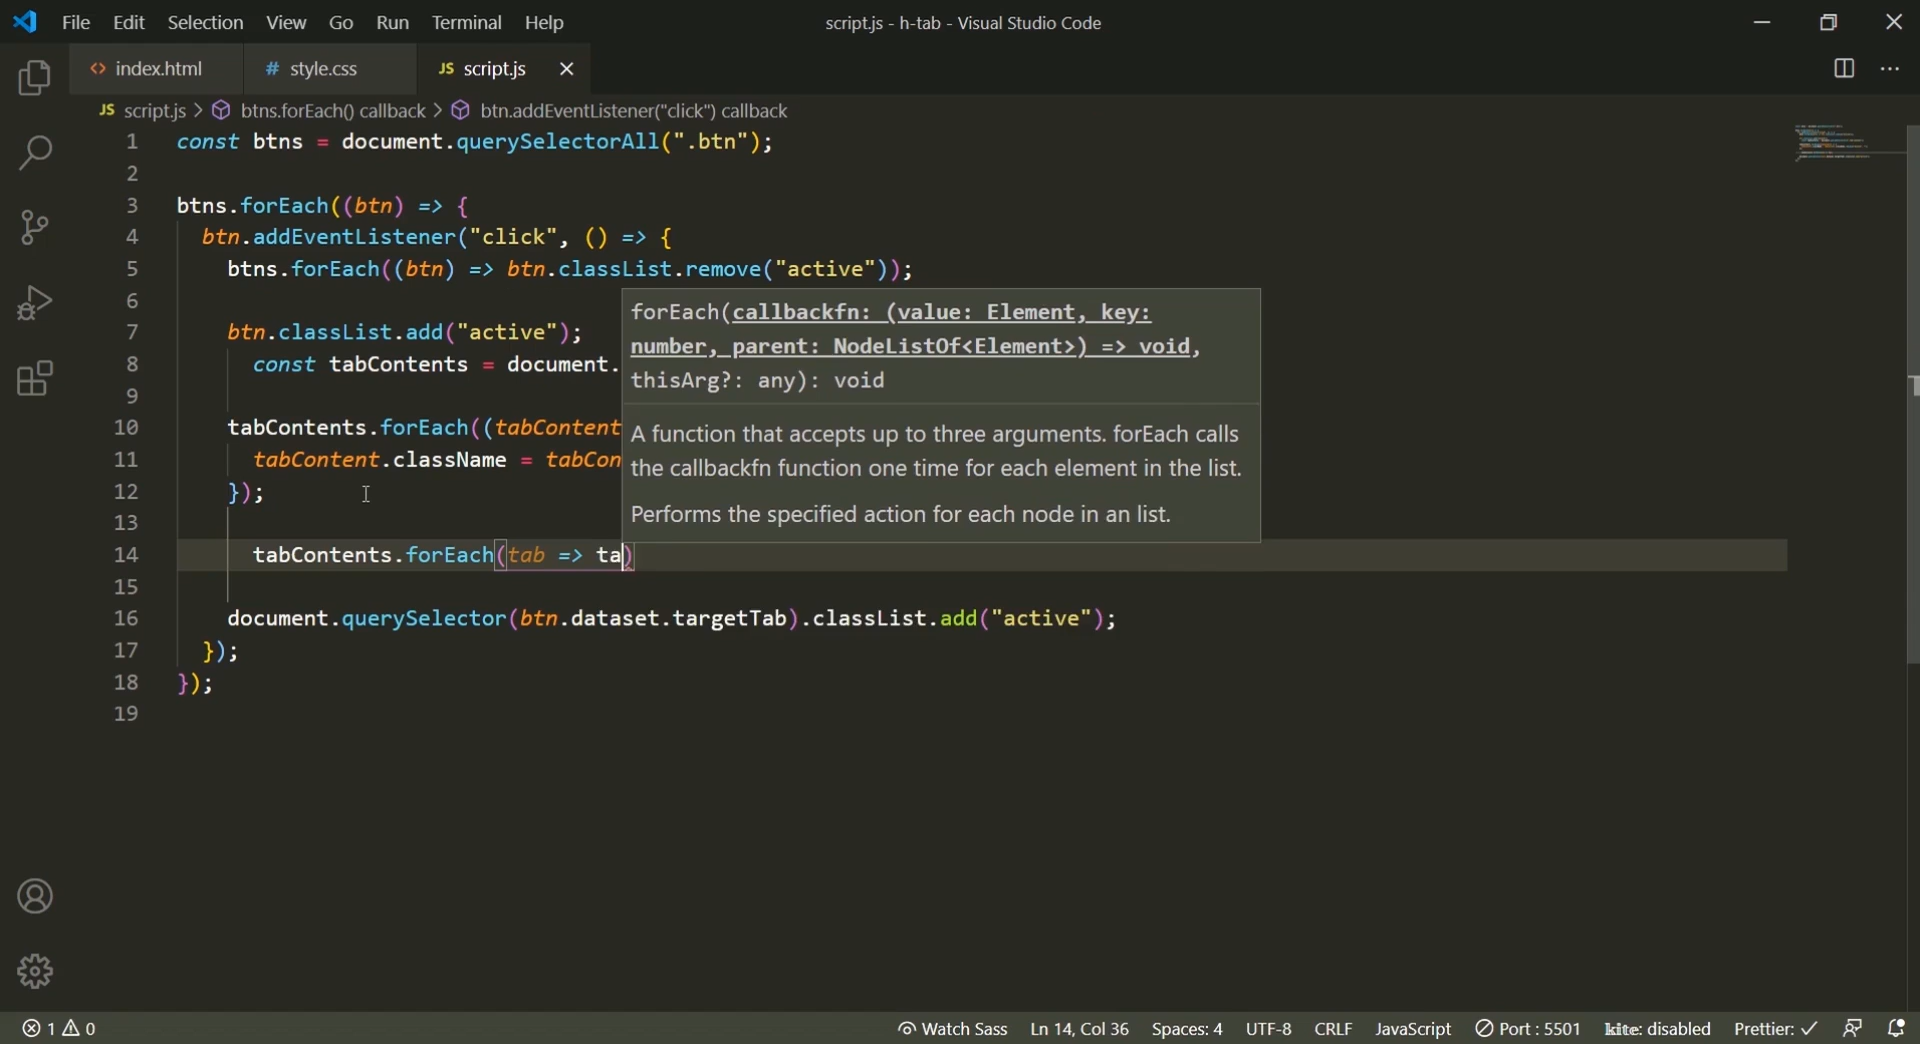 File Edit Selection View Go Run Terminal Help script.js - h-tab - Visual Studio Code
<> index.html # style.css JS script.js
JS script.js > btns.forEach() callback > btn.addEventListener("click") callback
1 const btns = document.querySelectorAll(".btn");
2
3 btns.forEach((btn) => {
4 btn.addEventListener("click", () => {
5 btns.forEach((btn) => btn.classList.remove("active"));
6
7 btn.classList.add("active");
8 const tabContents = document.
9
10 tabContents.forEach((tabContent
11 tabContent.className = tabCon
12 });
13
14 tabContents.forEach(tab => ta)
15
16 document.querySelector(btn.dataset.targetTab).classList.add("active");
17 });
18 });
19
forEach(callbackfn: (value: Element, key:
number, parent: NodeListOf<Element>) => void,
thisArg?: any): void
A function that accepts up to three arguments. forEach calls
the callbackfn function one time for each element in the list.
Performs the specified action for each node in an list.
1 0 Watch Sass Ln 14, Col 36 Spaces: 4 UTF-8 CRLF JavaScript Port : 5501 kite: disabled Prettier: ✓